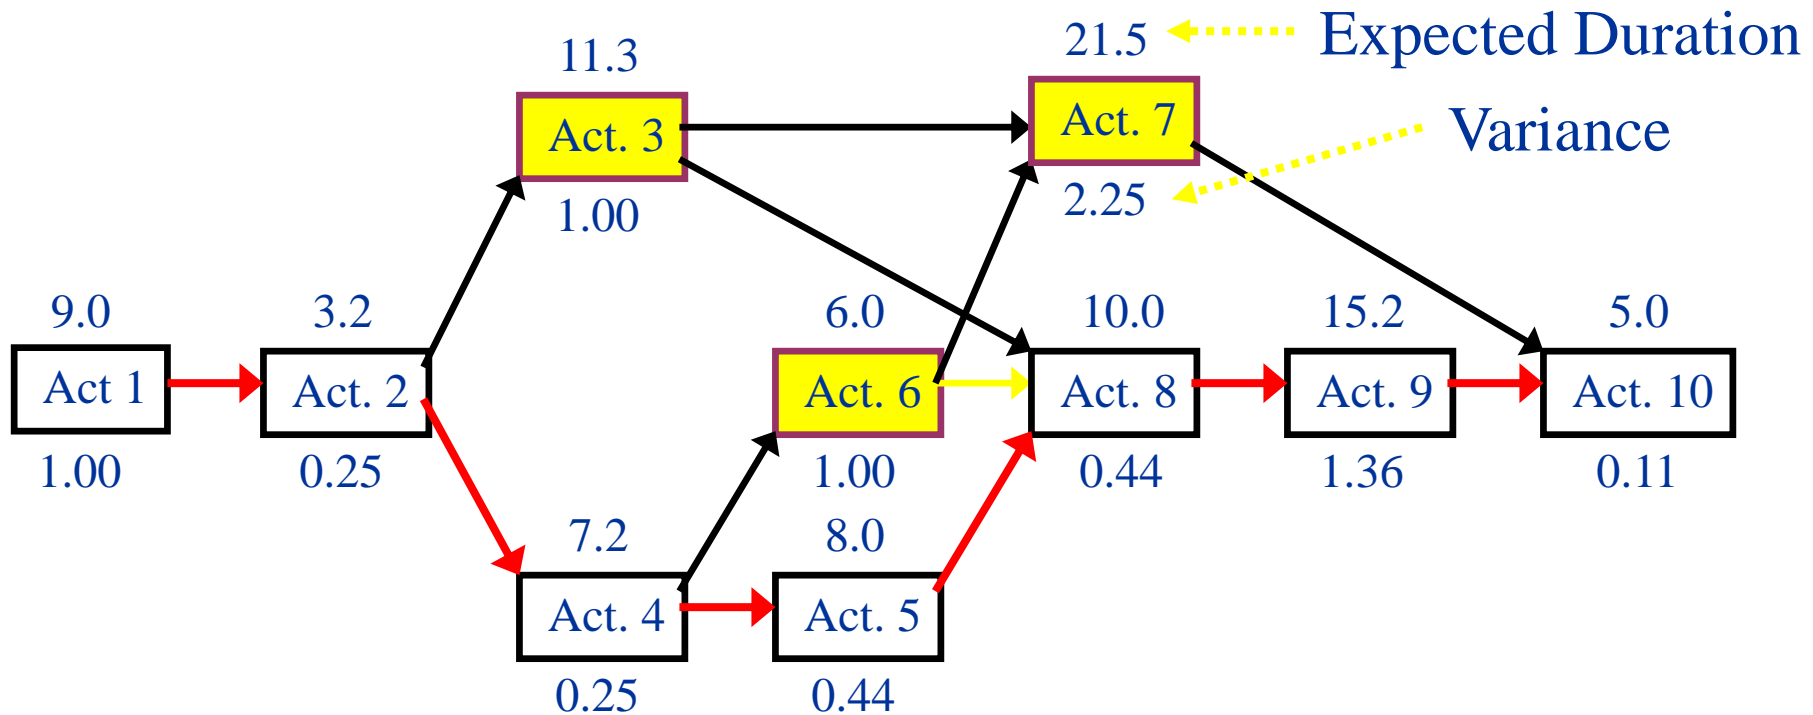 21.5
Expected Duration
11.3
Act. 3
Act. 7
Variance
1.00
2.25
9.0
3.2
6.0
10.0
15.2
5.0
Act 1
Act. 2
Act. 6
Act. 8
Act. 9
Act. 10
1.00
0.25
1.00
0.44
1.36
0.11
7.2
8.0
Act. 4
Act. 5
0.25
0.44